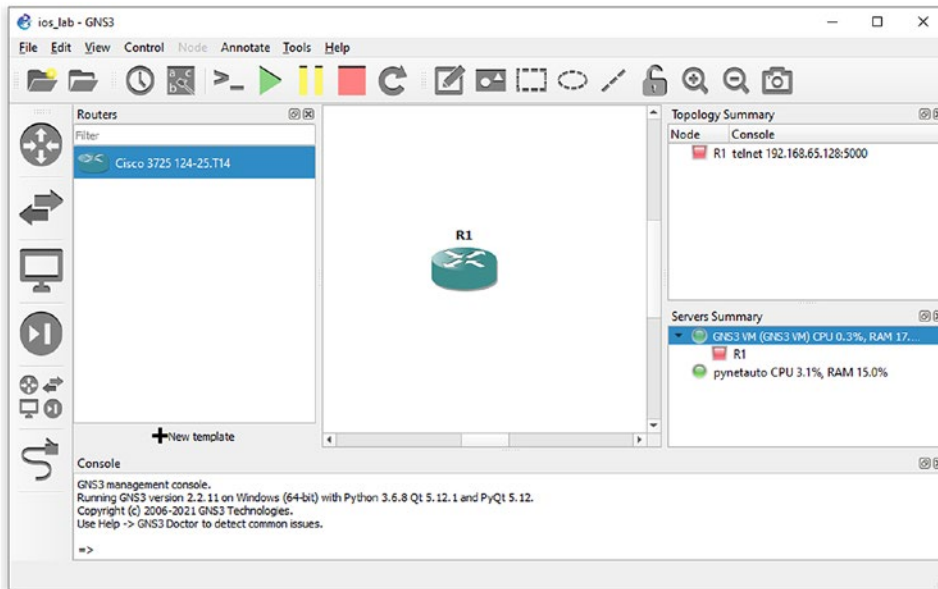 ios_lab - GNS3
File Edit View Control Node Annotate Tools Help
Routers
Filter
Cisco 3725 124-25.T14
New template
R1
Topology Summary
Node Console
R1 telnet 192.168.65.128:5000
Servers Summary
GNS3 VM (GNS3 VM) CPU 0.3%, RAM 17....
R1
pynetauto CPU 3.1%, RAM 15.0%
Console
GNS3 management console.
Running GNS3 version 2.2.11 on Windows (64-bit) with Python 3.6.8 Qt 5.12.1 and PyQt 5.12.
Copyright (c) 2006-2021 GNS3 Technologies.
Use Help -> GNS3 Doctor to detect common issues.
=>